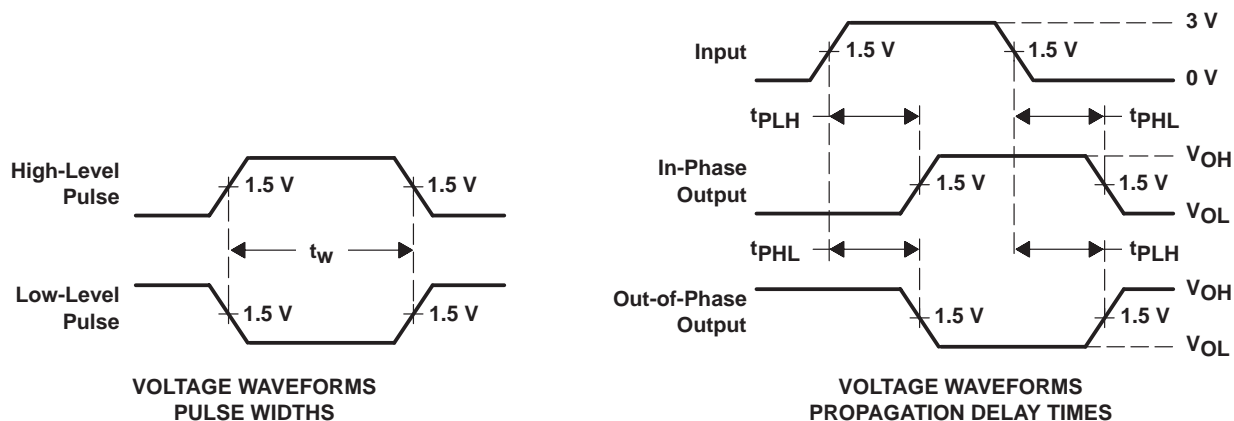 High-Level
Pulse
1.5 V
1.5 V
tw
Low-Level
Pulse
1.5 V
1.5 V
VOLTAGE WAVEFORMS
PULSE WIDTHS
3 V
Input
1.5 V
1.5 V
0 V
tPLH
tPHL
In-Phase
Output
VOH
1.5 V
1.5 V
VOL
tPHL
tPLH
Out-of-Phase
Output
VOH
1.5 V
1.5 V
VOL
VOLTAGE WAVEFORMS
PROPAGATION DELAY TIMES